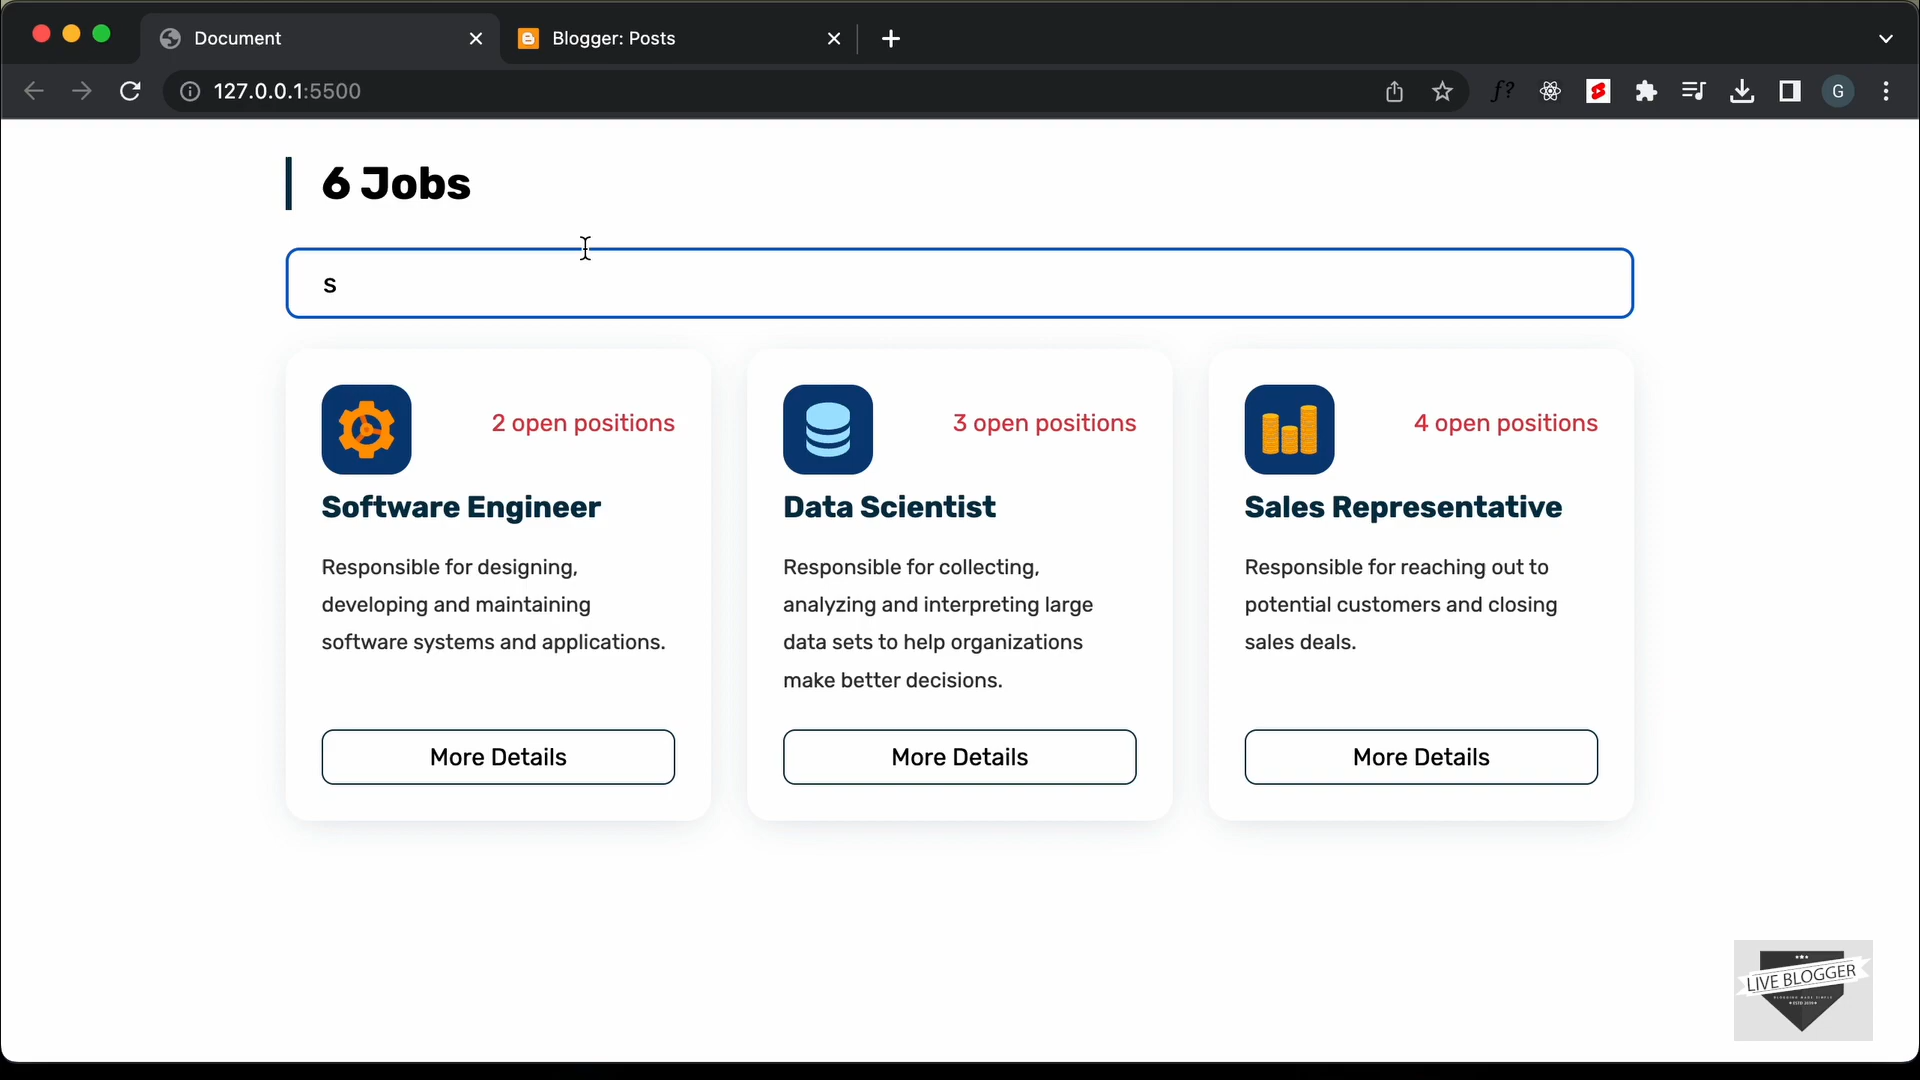 Document
Blogger: Posts
127.0.0.1:5500
f?
G
6 Jobs
s
2 open positions
Software Engineer
Responsible for designing,
developing and maintaining
software systems and applications.
More Details
3 open positions
Data Scientist
Responsible for collecting,
analyzing and interpreting large
data sets to help organizations
make better decisions.
More Details
4 open positions
Sales Representative
Responsible for reaching out to
potential customers and closing
sales deals.
More Details
LIVE BLOGGER
BLOGGING MADE SIMPLE